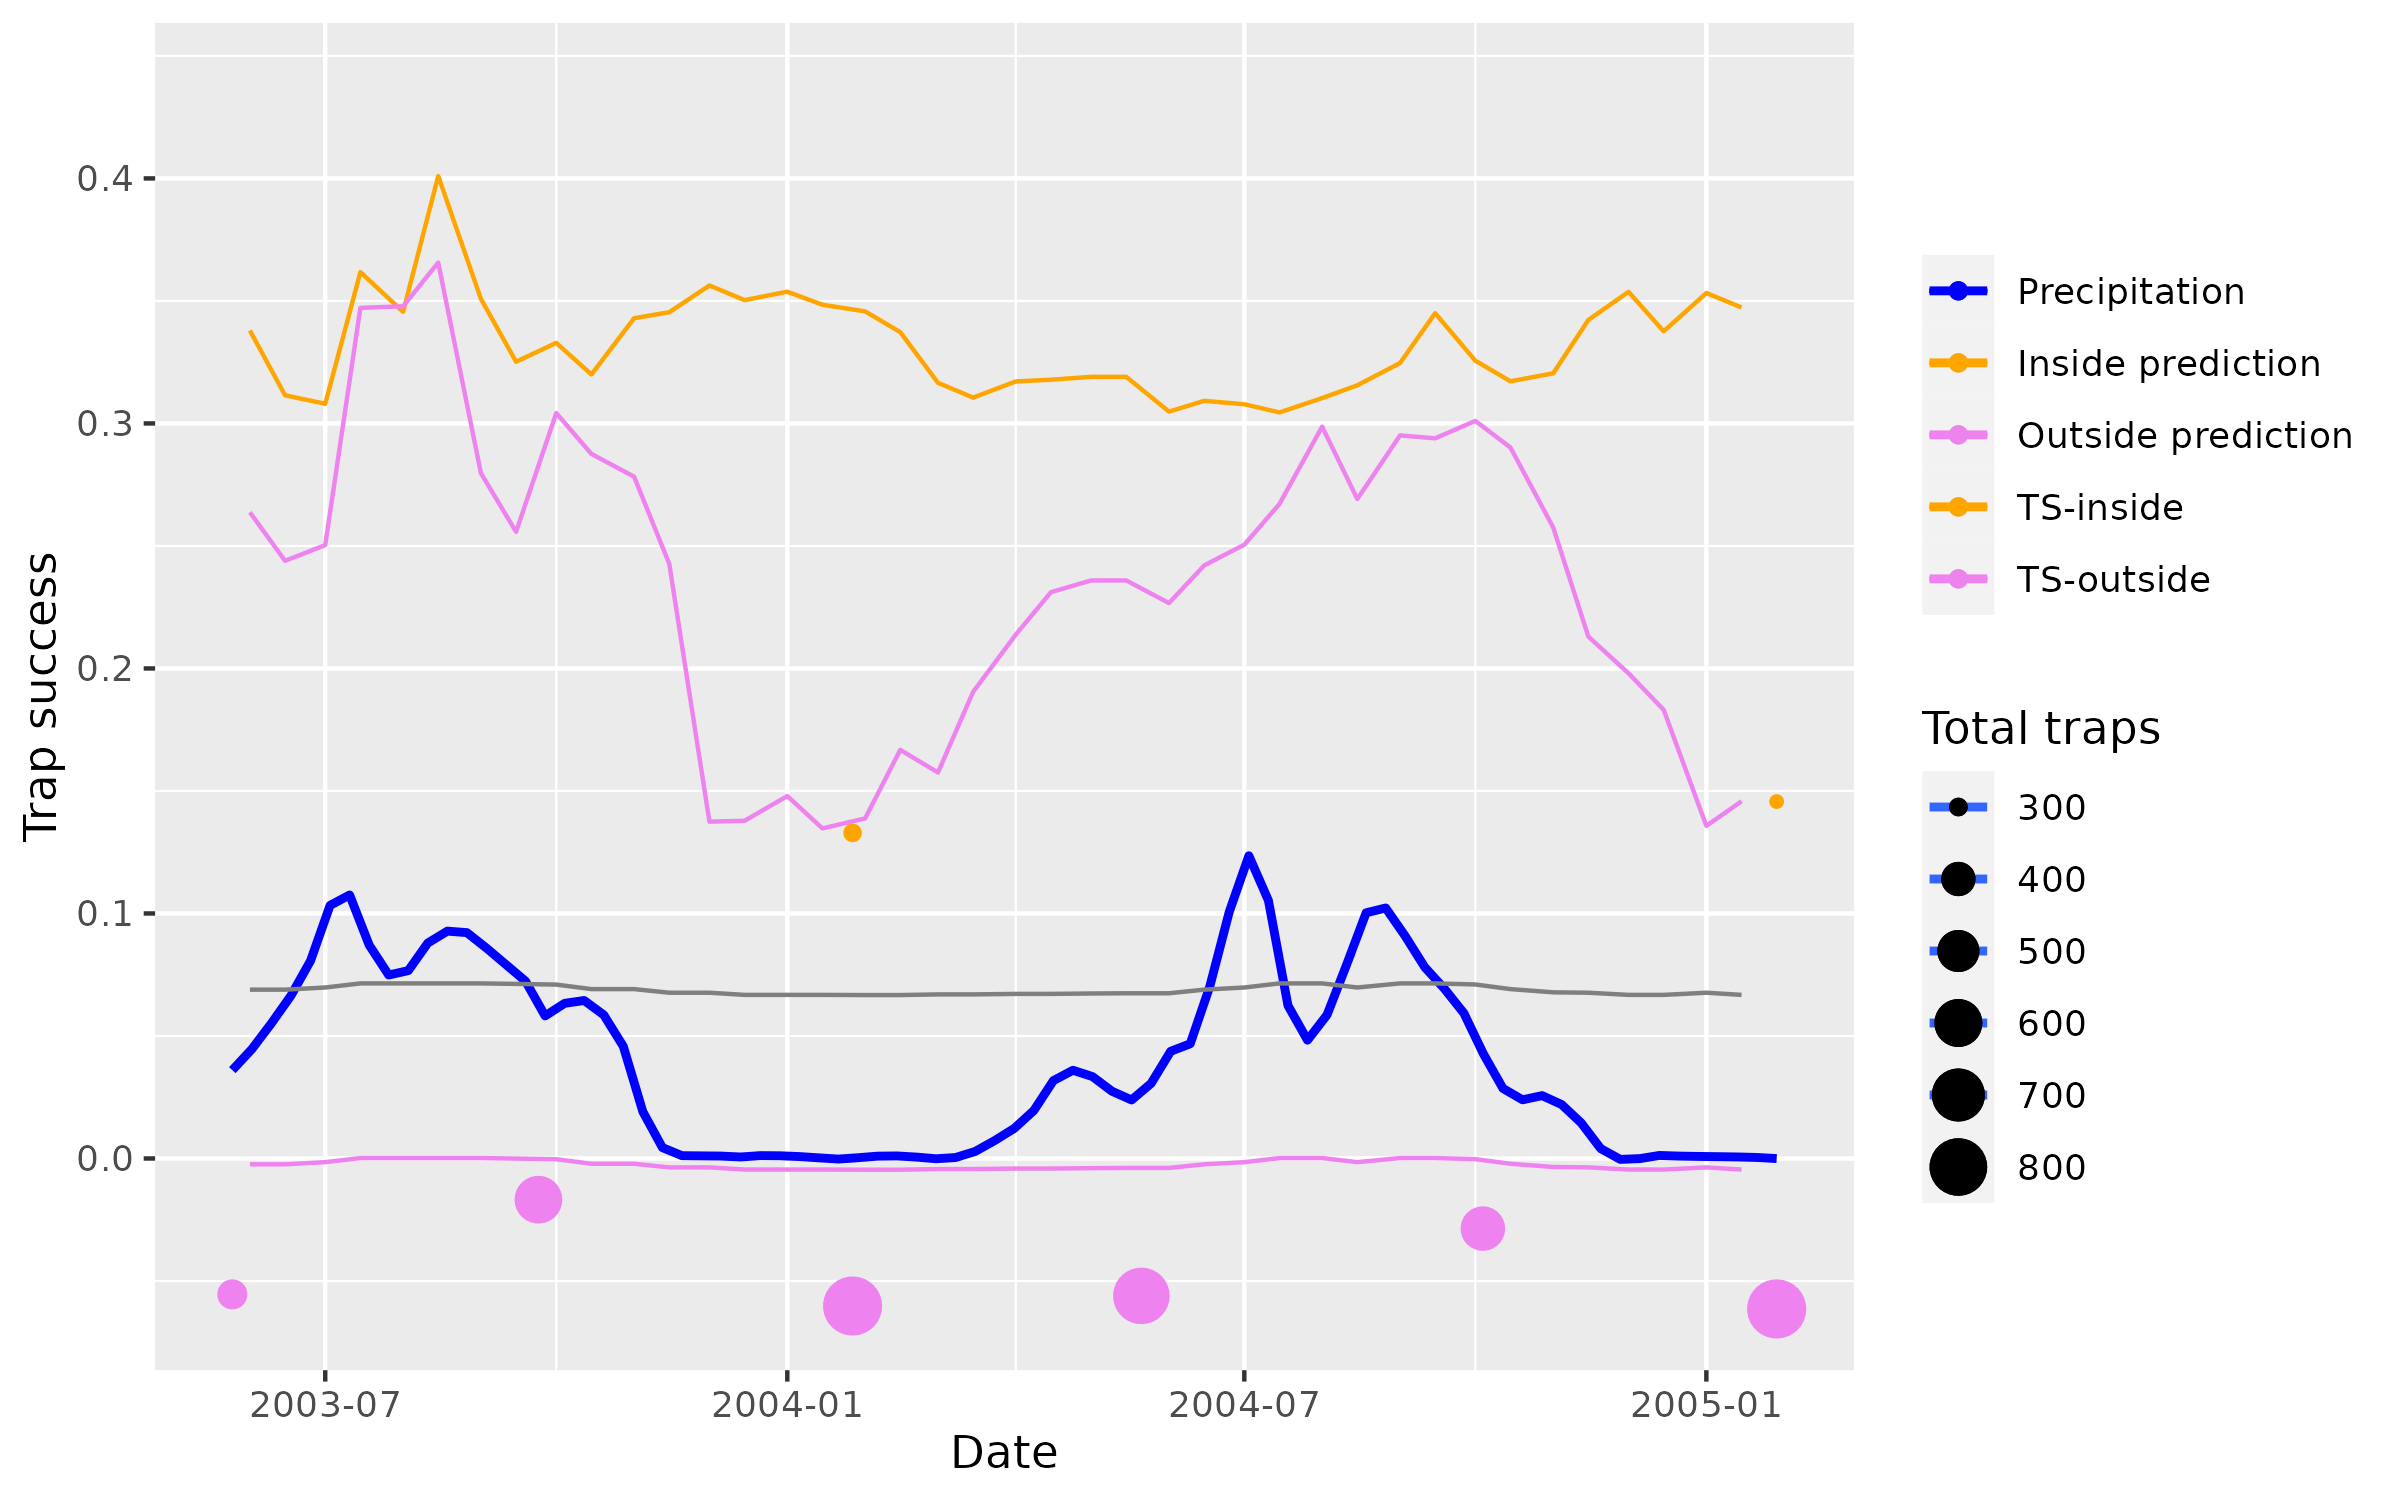 Trap success
0.4
0.3
0.2
0.1
0.0
2003-07
2004-01
2004-07
2005-01
Date
Precipitation
Inside prediction
Outside prediction
TS-inside
TS-outside
Total traps
300
400
500
600
700
800